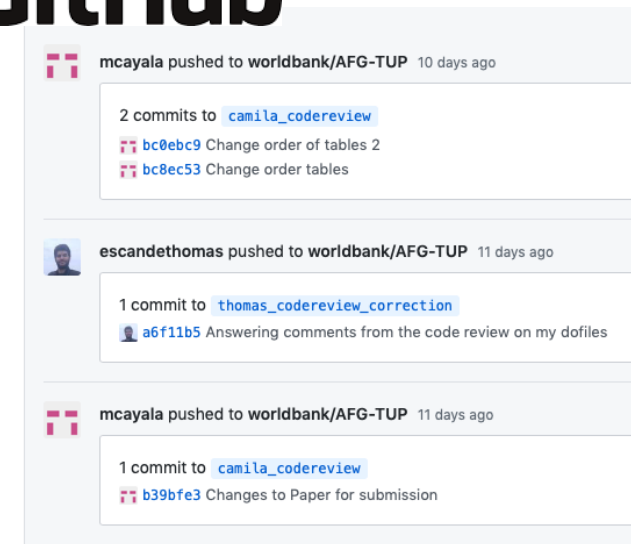 GitHub
mcayala pushed to worldbank/AFG-TUP 10 days ago
2 commits to camila_codereview
bc0ebc9 Change order of tables 2
bc8ec53 Change order tables
escandethomas pushed to worldbank/AFG-TUP 11 days ago
1 commit to thomas_codereview_correction
a6f11b5 Answering comments from the code review on my dofiles
mcayala pushed to worldbank/AFG-TUP 11 days ago
1 commit to camila_codereview
b39bfe3 Changes to Paper for submission